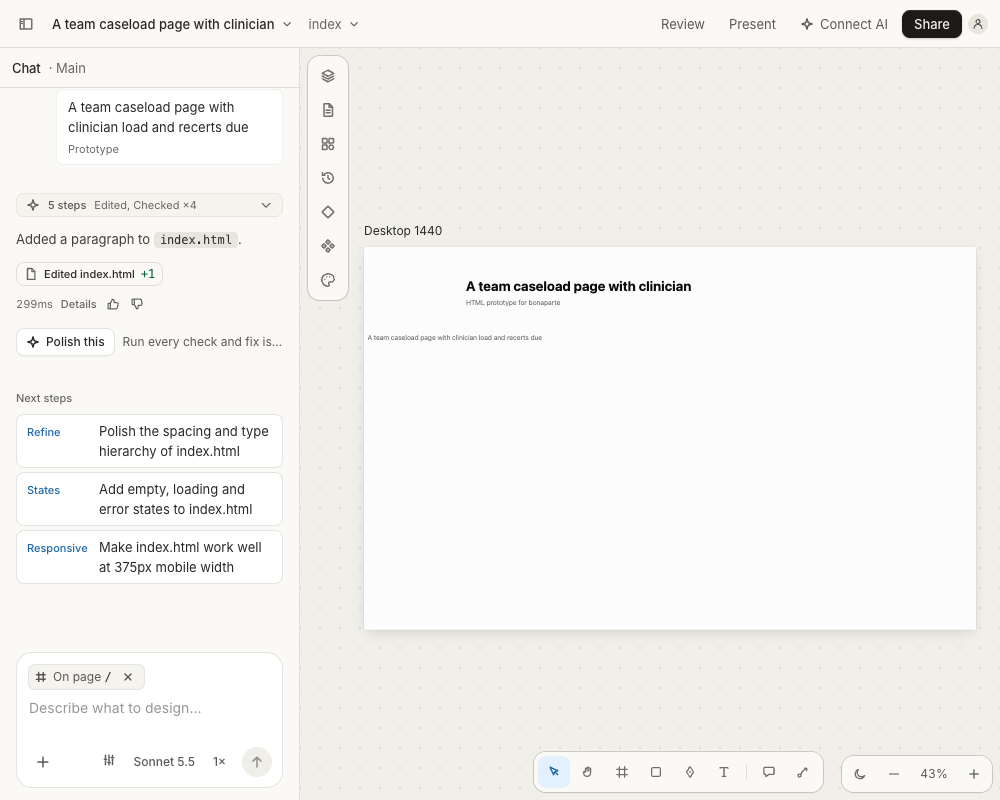 A team caseload page with clinician
index
Review
Present
Connect AI
Share
Chat · Main
A team caseload page with
clinician load and recerts due
Prototype
5 steps Edited, Checked ×4
Added a paragraph to index.html.
Edited index.html +1
299ms Details
Polish this
Run every check and fix is...
Next steps
Refine
Polish the spacing and type
hierarchy of index.html
States
Add empty, loading and
error states to index.html
Responsive
Make index.html work well
at 375px mobile width
On page /
Describe what to design...
Sonnet 5.5
1×
Desktop 1440
A team caseload page with clinician
HTML prototype for bonaparte
A team caseload page with clinician load and recerts due
43%